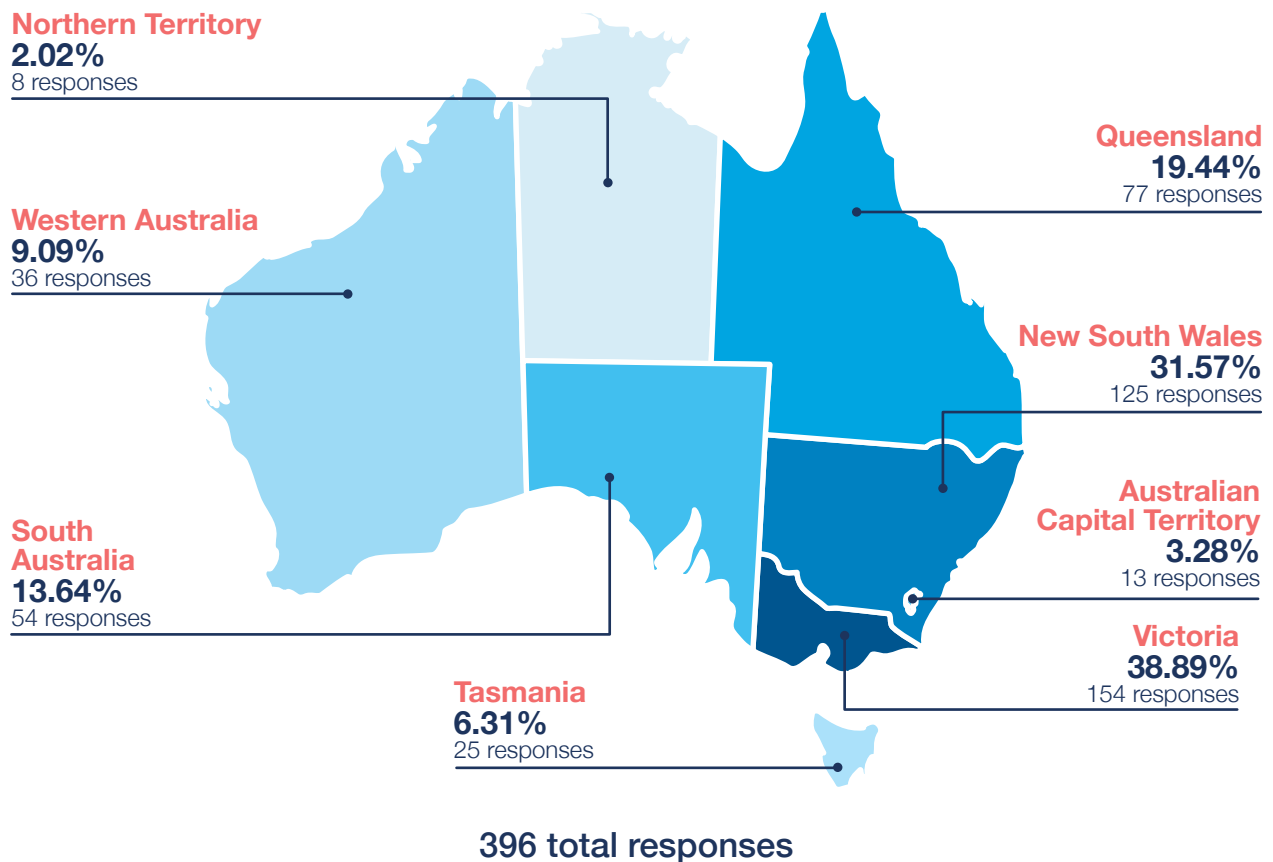 Northern Territory
2.02%
8 responses
Queensland
19.44%
77 responses
Western Australia
9.09%
36 responses
New South Wales
31.57%
125 responses
Australian
Capital Territory
3.28%
13 responses
South
Australia
13.64%
54 responses
Victoria
38.89%
154 responses
Tasmania
6.31%
25 responses
396 total responses